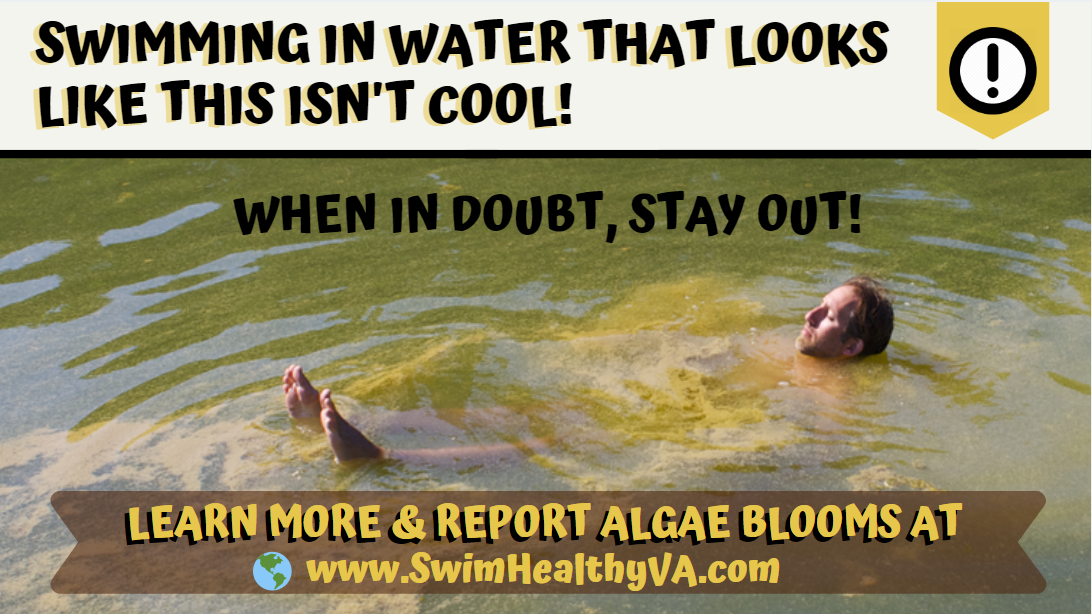 SWIMMING IN WATER THAT LOOKS
LIKE THIS ISN'T COOL!
WHEN IN DOUBT, STAY OUT!
LEARN MORE & REPORT ALGAE BLOOMS AT
www.SwimHealthyVA.com